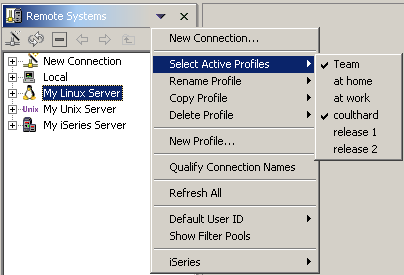 Remote Systems
New Connection
Local
My Linux Server
Unix My Unix Server
My iSeries Server
New Connection...
Select Active Profiles
Rename Profile
Copy Profile
Delete Profile
New Profile...
Qualify Connection Names
Refresh All
Default User ID
Show Filter Pools
iSeries
Team
at home
at work
coulthard
release 1
release 2